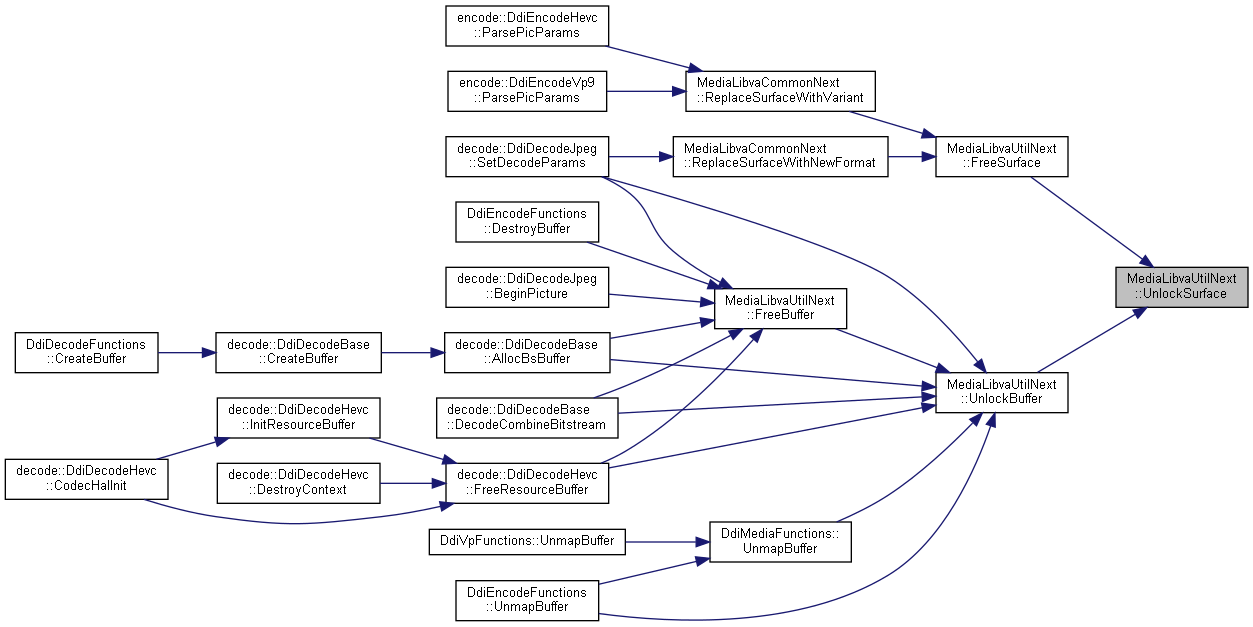 encode::DdiEncodeHevc
::ParsePicParams
encode::DdiEncodeVp9
::ParsePicParams
MediaLibvaCommonNext
::ReplaceSurfaceWithVariant
decode::DdiDecodeJpeg
::SetDecodeParams
MediaLibvaCommonNext
::ReplaceSurfaceWithNewFormat
MediaLibvaUtilNext
::FreeSurface
DdiEncodeFunctions
::DestroyBuffer
decode::DdiDecodeJpeg
::BeginPicture
MediaLibvaUtilNext
::FreeBuffer
MediaLibvaUtilNext
::UnlockSurface
DdiDecodeFunctions
::CreateBuffer
decode::DdiDecodeBase
::CreateBuffer
decode::DdiDecodeBase
::AllocBsBuffer
MediaLibvaUtilNext
::UnlockBuffer
decode::DdiDecodeHevc
::InitResourceBuffer
decode::DdiDecodeBase
::DecodeCombineBitstream
decode::DdiDecodeHevc
::CodecHalInit
decode::DdiDecodeHevc
::DestroyContext
decode::DdiDecodeHevc
::FreeResourceBuffer
DdiVpFunctions::UnmapBuffer
DdiMediaFunctions::
UnmapBuffer
DdiEncodeFunctions
::UnmapBuffer